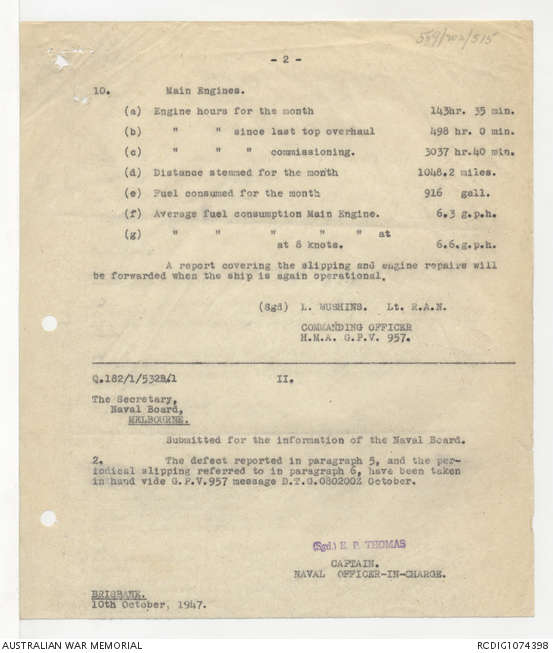 559/202/515
- 2 -
10. Main Engines.
(a) Engine hours for the month 143hr. 35 min.
(b) " " since last top overhaul 498 hr. 0 min.
(c) " " " commissioning. 3037 hr.40 min.
(d) Distance stemmed for the month 1048.2 miles.
(e) Fuel consumed for the month 916 gall.
(f) Average fuel consumption Main Engine. 6.3 g.p.h.
(g) " " " " " at
at 8 knots. 6.6.g.p.h.
A report covering the slipping and engine repairs will
be forwarded when the ship is again operational.
(Sgd) L. MUSHINS. Lt. R.A.N.
COMMANDING OFFICER
H.M.A. G.P.V. 957.
Q.182/1/532A/1 II.
The Secretary,
Naval Board,
MELBOURNE.
Submitted for the information of the Naval Board.
2. The defect reported in paragraph 5, and the per-
iodical slipping referred to in paragraph 6, have been taken
in hand wide G.P.V.957 message D.T.G.080200Z October.
(Sgd.) E. P. THOMAS
CAPTAIN.
NAVAL OFFICER-IN-CHARGE.
BRISBANE.
10th October, 1947.
AUSTRALIAN WAR MEMORIAL RCDIG1074398